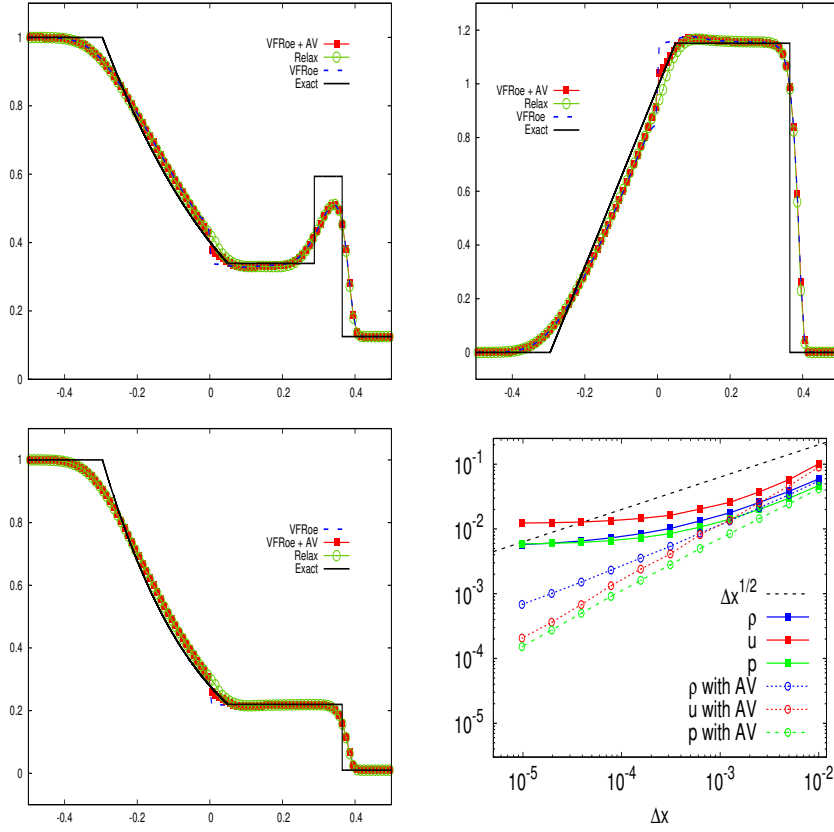 1
0.8
0.6
0.4
0.2
0
-0.4 -0.2 0 0.2 0.4
VFRoe + AV
Relax
VFRoe
Exact
1.2
1
0.8
0.6
0.4
0.2
0
-0.4 -0.2 0 0.2 0.4
VFRoe + AV
Relax
VFRoe
Exact
1
0.8
0.6
0.4
0.2
0
-0.4 -0.2 0 0.2 0.4
VFRoe
VFRoe + AV
Relax
Exact
10^-1
10^-2
10^-3
10^-4
10^-5
10^-5 10^-4 10^-3 10^-2
Δx
Δx^1/2
ρ
u
p
ρ with AV
u with AV
p with AV